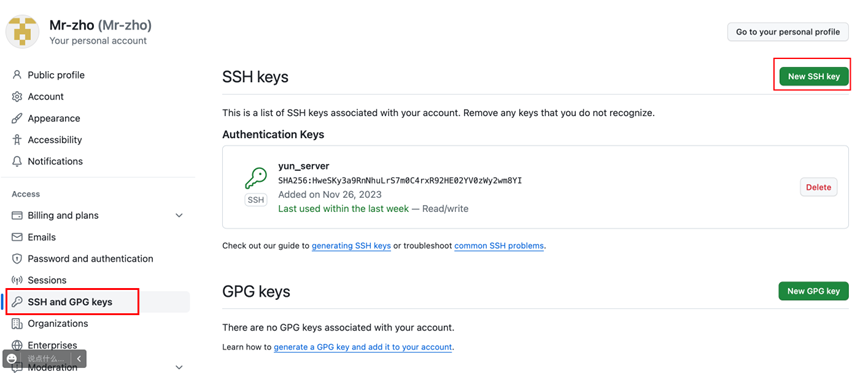 Mr-zho (Mr-zho)
Your personal account
Go to your personal profile
Public profile
Account
Appearance
Accessibility
Notifications
Access
Billing and plans
Emails
Password and authentication
Sessions
SSH and GPG keys
Organizations
Enterprises
Moderation
说点什么...
SSH keys
New SSH key
This is a list of SSH keys associated with your account. Remove any keys that you do not recognize.
Authentication Keys
yun_server
SHA256:HweSKy3a9RnNhuLrS7m0C4rxR92HE02YV0zWy2wm8YI
Added on Nov 26, 2023
Last used within the last week — Read/write
SSH
Delete
Check out our guide to generating SSH keys or troubleshoot common SSH problems.
GPG keys
New GPG key
There are no GPG keys associated with your account.
Learn how to generate a GPG key and add it to your account.